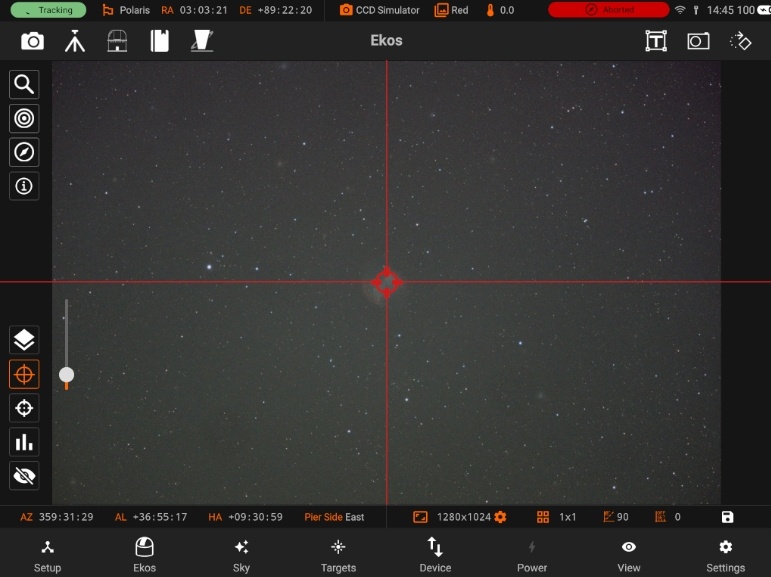 Tracking Polaris RA 03:03:21 DE +89:22:20 CCD Simulator Red 0.0 Aborted 14:45 100
Ekos
AZ 359:31:29 AL +36:55:17 HA +09:30:59 Pier Side East 1280x1024 1x1 90 0
Setup Ekos Sky Targets Device Power View Settings